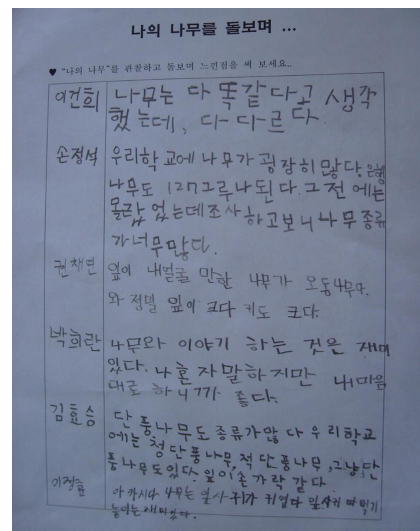 나의 나무를 돌보며 ...
♥ "나의 나무"를 관찰하고 돌보며 느낀점을 써 보세요..
이건희 나무는 다 똑같다고 생각
했는데, 다 다르다.
손정석 우리학교에 나무가 굉장히 많다. 은행
나무도 127그루나된다. 그전에는
몰랐었는데조사하고보니나무종류
가너무많다.
권채연 잎이 내얼굴 만한 나무가 오동나무다.
와 정말 잎이 크다 키도 크다.
박희란 나무와 이야기 하는 것은 재미
있다. 나혼자말하지만 내마음
대로 하니까 좋다.
김효승 단풍나무도종류가많다 우리학교
에는 청단풍나무, 적단풍나무, 그냥단
풍나무도있다. 잎이손가락 같다.
아카시아 나무는 잎사귀가 귀엽다 잎사귀 따먹기
놀이는재미있다.